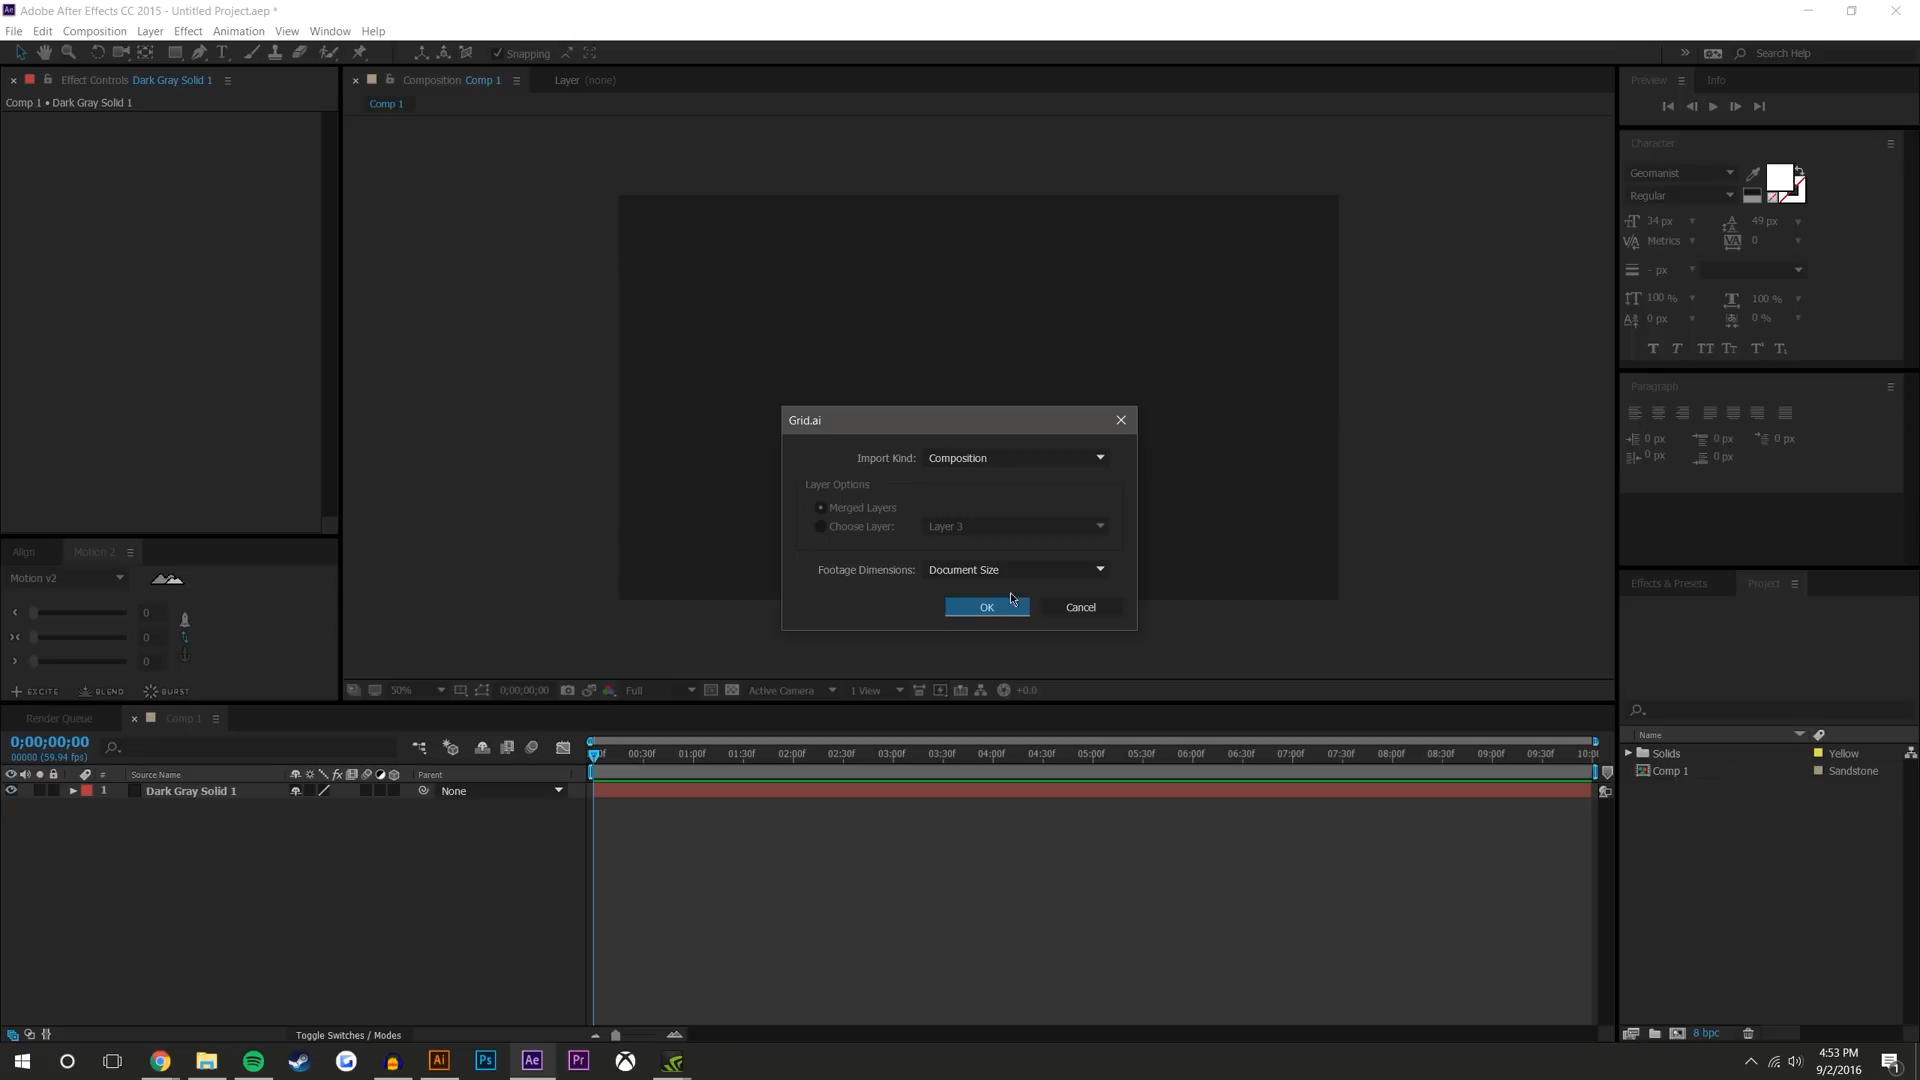 Adobe After Effects CC 2015 - Untitled Project.aep *
File Edit Composition Layer Effect Animation View Window Help
Snapping
Search Help
Effect Controls Dark Gray Solid 1
Composition Comp 1
Layer (none)
Preview
Info
Comp 1 • Dark Gray Solid 1
Comp 1
Character
Geomanist
Regular
34 px
49 px
Metrics
0
- px
100 %
100 %
0 px
0 %
Paragraph
0 px
0 px
0 px
0 px
0 px
Grid.ai
Import Kind: Composition
Layer Options
Merged Layers
Choose Layer: Layer 3
Footage Dimensions: Document Size
OK
Cancel
Align
Motion 2
Motion v2
0
0
0
EXCITE
BLEND
BURST
50%
0;00;00;00
Full
Active Camera
1 View
+0.0
Effects & Presets
Project
Name
Solids
Yellow
Comp 1
Sandstone
8 bpc
Render Queue
Comp 1
0;00;00;00
00000 (59.94 fps)
00:30f 01:00f 01:30f 02:00f 02:30f 03:00f 03:30f 04:00f 04:30f 05:00f 05:30f 06:00f 06:30f 07:00f 07:30f 08:00f 08:30f 09:00f 09:30f
# Source Name
Parent
1 Dark Gray Solid 1
None
Toggle Switches / Modes
Ai
Ps
Ae
Pr
4:53 PM
9/2/2016
1